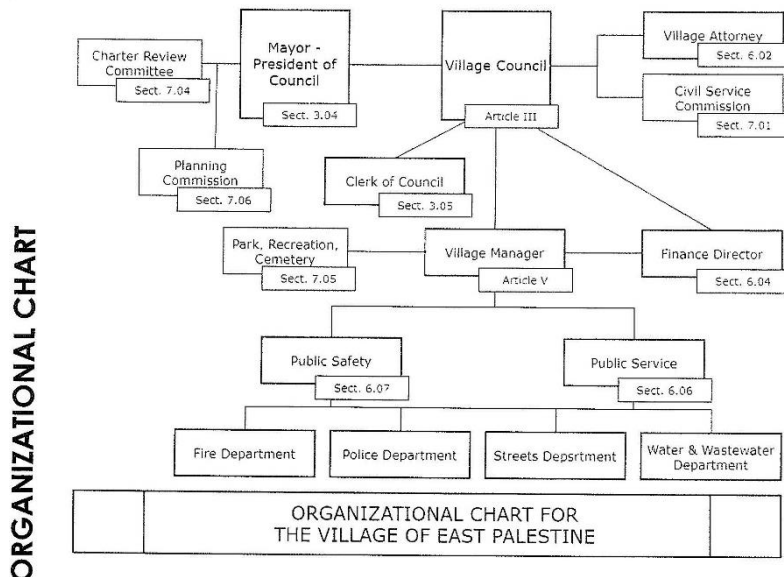 ORGANIZATIONAL CHART
Charter Review
Committee
Sect. 7.04
Mayor -
President of
Council
Sect. 3.04
Village Council
Article III
Village Attorney
Sect. 6.02
Civil Service
Commission
Sect. 7.01
Planning
Commission
Sect. 7.06
Clerk of Council
Sect. 3.05
Park, Recreation,
Cemetery
Sect. 7.05
Village Manager
Article V
Finance Director
Sect. 6.04
Public Safety
Sect. 6.07
Public Service
Sect. 6.06
Fire Department
Police Department
Streets Depsrtment
Water & Wastewater
Department
ORGANIZATIONAL CHART FOR
THE VILLAGE OF EAST PALESTINE